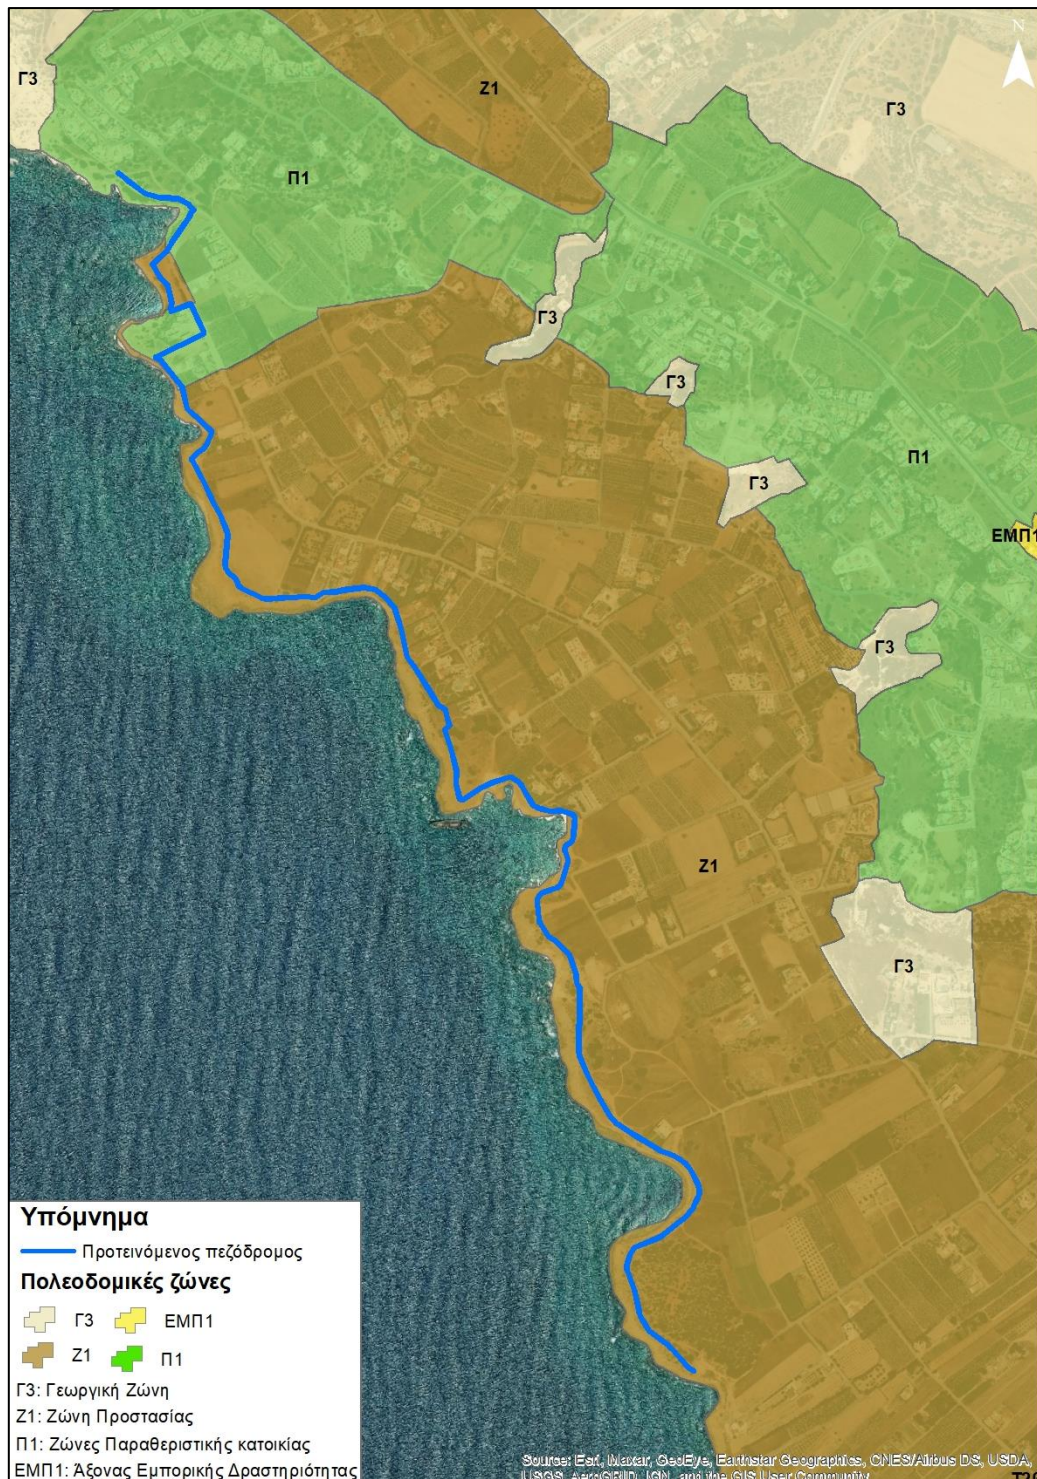 N
Γ3
Ζ1
Γ3
Π1
Γ3
Γ3
Π1
Γ3
ΕΜΠ1
Γ3
Ζ1
Γ3
Υπόμνημα
Προτεινόμενος πεζόδρομος
Πολεοδομικές ζώνες
Γ3 ΕΜΠ1
Ζ1 Π1
Γ3: Γεωργική Ζώνη
Ζ1: Ζώνη Προστασίας
Π1: Ζώνες Παραθεριστικής κατοικίας
ΕΜΠ1: Άξονας Εμπορικής Δραστηριότητας
Source: Esri, Maxar, GeoEye, Earthstar Geographics, CNES/Airbus DS, USDA,
USGS, AeroGRID, IGN, and the GIS User Community